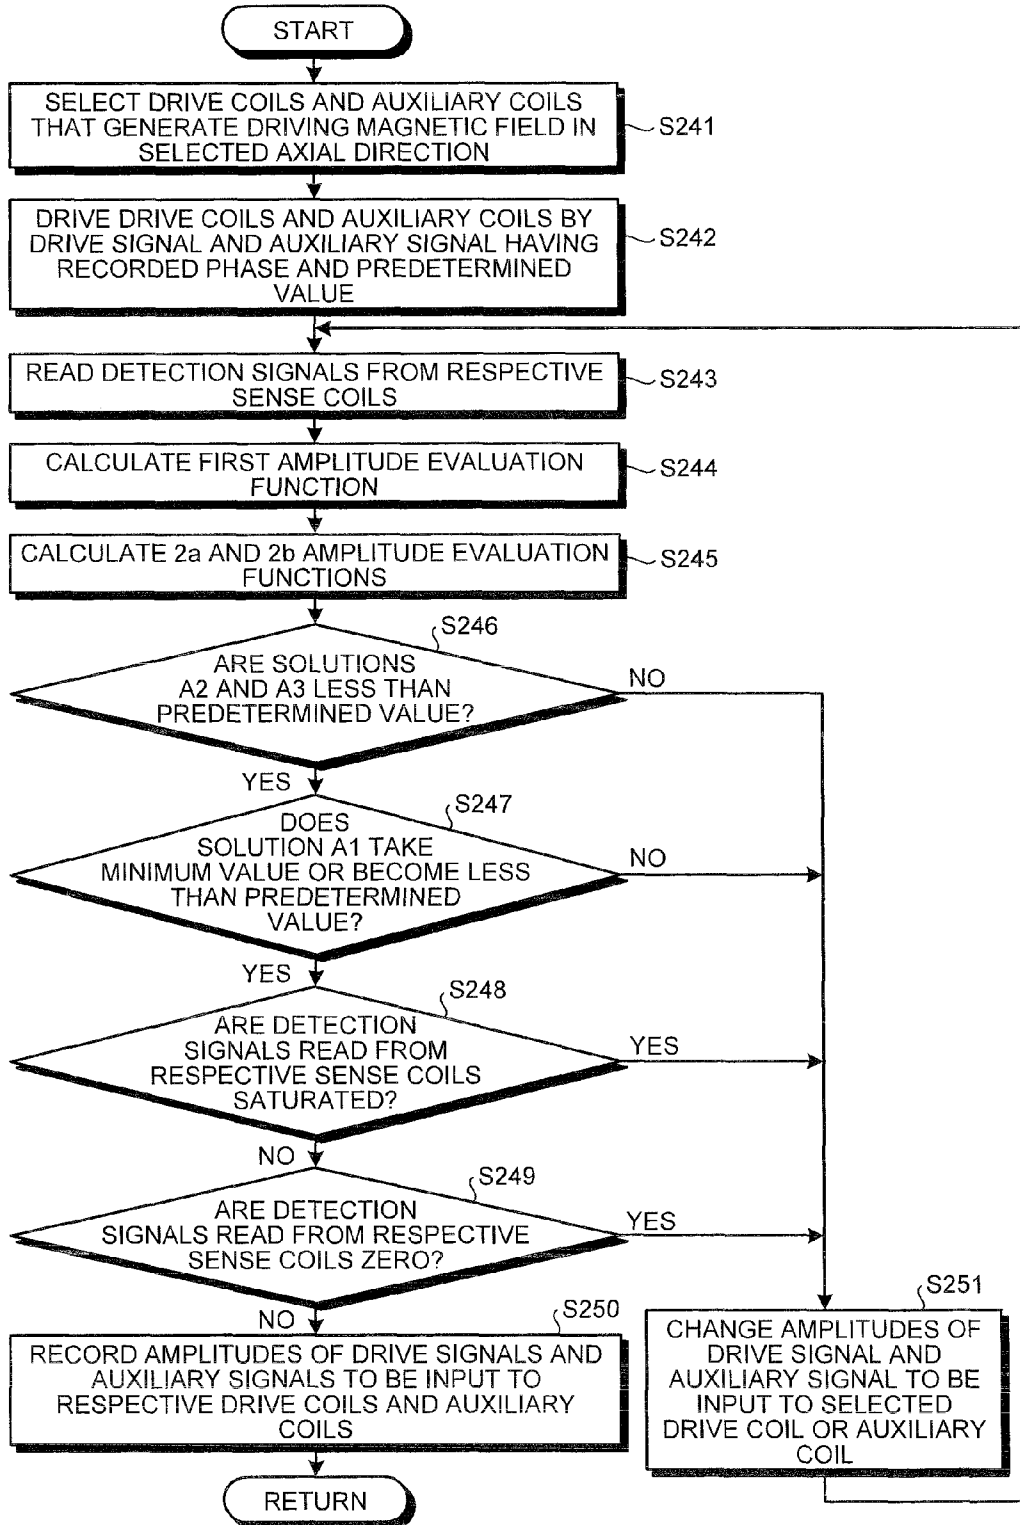 START
SELECT DRIVE COILS AND AUXILIARY COILS
THAT GENERATE DRIVING MAGNETIC FIELD IN
SELECTED AXIAL DIRECTION
S241
DRIVE DRIVE COILS AND AUXILIARY COILS BY
DRIVE SIGNAL AND AUXILIARY SIGNAL HAVING
RECORDED PHASE AND PREDETERMINED
VALUE
S242
READ DETECTION SIGNALS FROM RESPECTIVE
SENSE COILS
S243
CALCULATE FIRST AMPLITUDE EVALUATION
FUNCTION
S244
CALCULATE 2a AND 2b AMPLITUDE EVALUATION
FUNCTIONS
S245
S246
ARE SOLUTIONS
A2 AND A3 LESS THAN
PREDETERMINED VALUE?
NO
YES
S247
DOES
SOLUTION A1 TAKE
MINIMUM VALUE OR BECOME LESS
THAN PREDETERMINED
VALUE?
NO
YES
S248
ARE DETECTION
SIGNALS READ FROM
RESPECTIVE SENSE COILS
SATURATED?
YES
NO
S249
ARE DETECTION
SIGNALS READ FROM RESPECTIVE
SENSE COILS ZERO?
YES
NO
S250
RECORD AMPLITUDES OF DRIVE SIGNALS AND
AUXILIARY SIGNALS TO BE INPUT TO
RESPECTIVE DRIVE COILS AND AUXILIARY
COILS
S251
CHANGE AMPLITUDES OF
DRIVE SIGNAL AND
AUXILIARY SIGNAL TO BE
INPUT TO SELECTED
DRIVE COIL OR AUXILIARY
COIL
RETURN